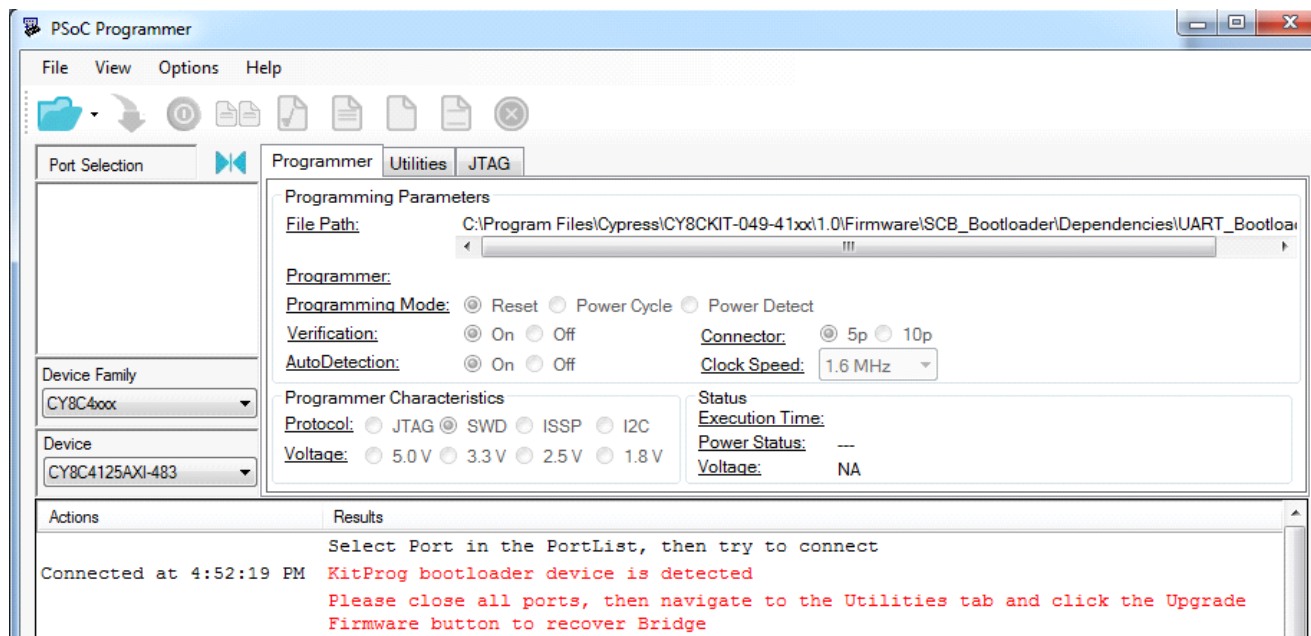 PSoC Programmer
File View Options Help
Port Selection
Programmer Utilities JTAG
Programming Parameters
File Path: C:\Program Files\Cypress\CY8CKIT-049-41xx\1.0\Firmware\SCB_Bootloader\Dependencies\UART_Bootloa
Programmer:
Programming Mode: Reset Power Cycle Power Detect
Verification: On Off Connector: 5p 10p
AutoDetection: On Off Clock Speed: 1.6 MHz
Device Family
CY8C4xxx
Programmer Characteristics
Protocol: JTAG SWD ISSP I2C
Voltage: 5.0 V 3.3 V 2.5 V 1.8 V
Status
Execution Time:
Power Status: ---
Voltage: NA
Device
CY8C4125AXI-483
Actions Results
Select Port in the PortList, then try to connect
Connected at 4:52:19 PM KitProg bootloader device is detected
Please close all ports, then navigate to the Utilities tab and click the Upgrade
Firmware button to recover Bridge